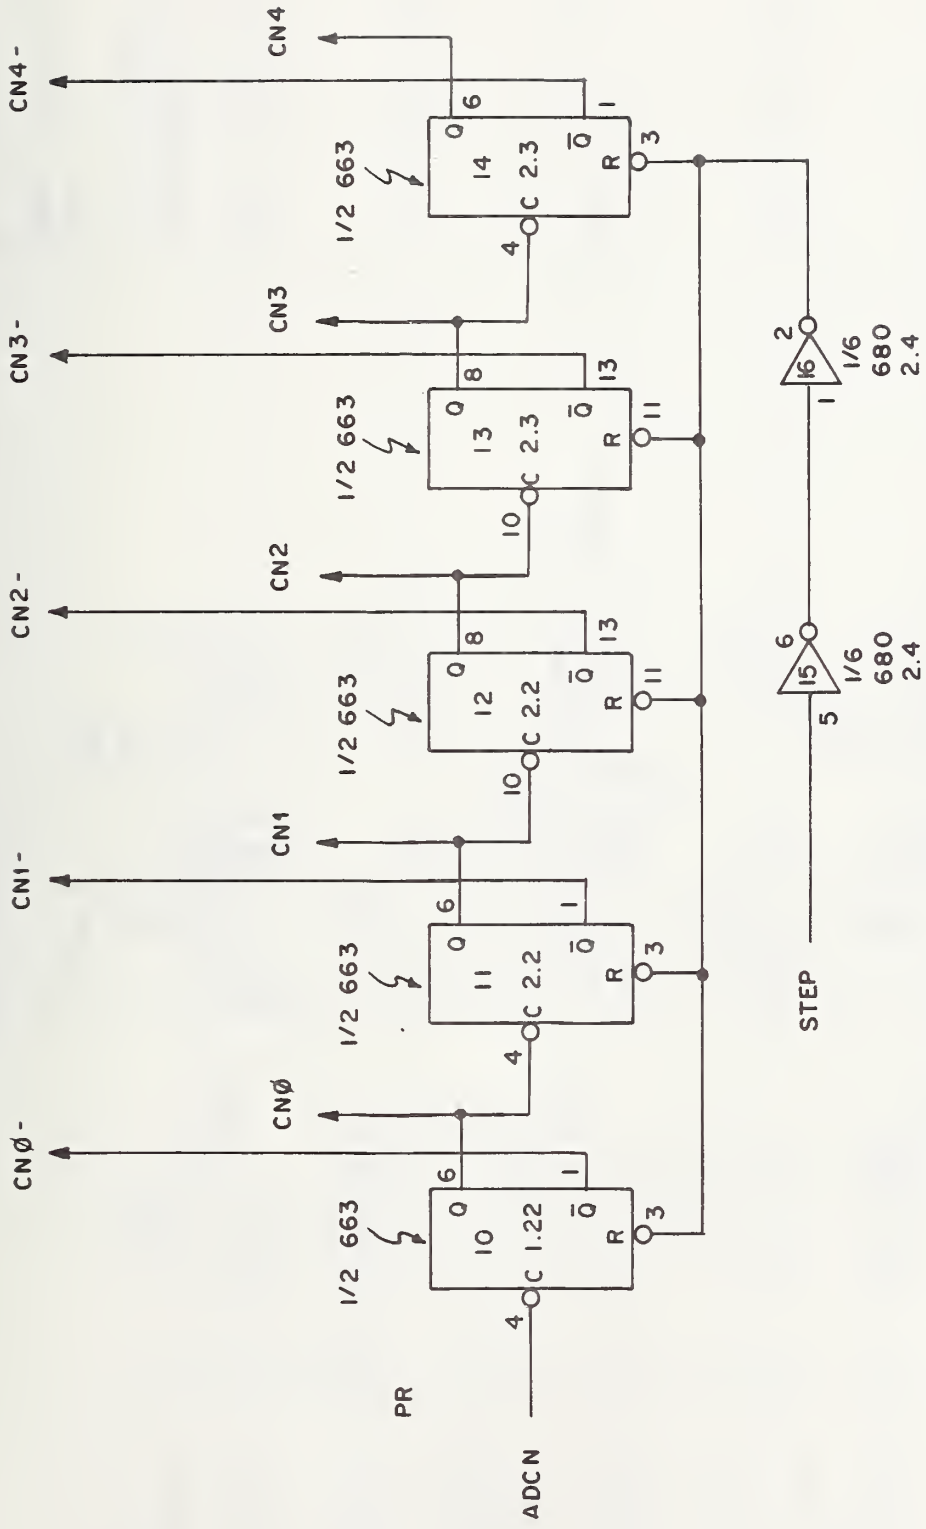 CNØ-
CN1-
CN2-
CN3-
CN4-
CNØ
CN1
CN2
CN3
CN4
1/2 663
1/2 663
1/2 663
1/2 663
1/2 663
PR
ADCN
4
Q
6
10
C 1.22
Q̅
1
R
3
4
Q
6
11
C 2.2
Q̅
1
R
3
10
Q
8
12
C 2.2
Q̅
13
R
11
10
Q
8
13
C 2.3
Q̅
13
R
11
4
Q
6
14
C 2.3
Q̅
1
R
3
STEP
5
15
6
1/6
680
2.4
1
16
2
1/6
680
2.4